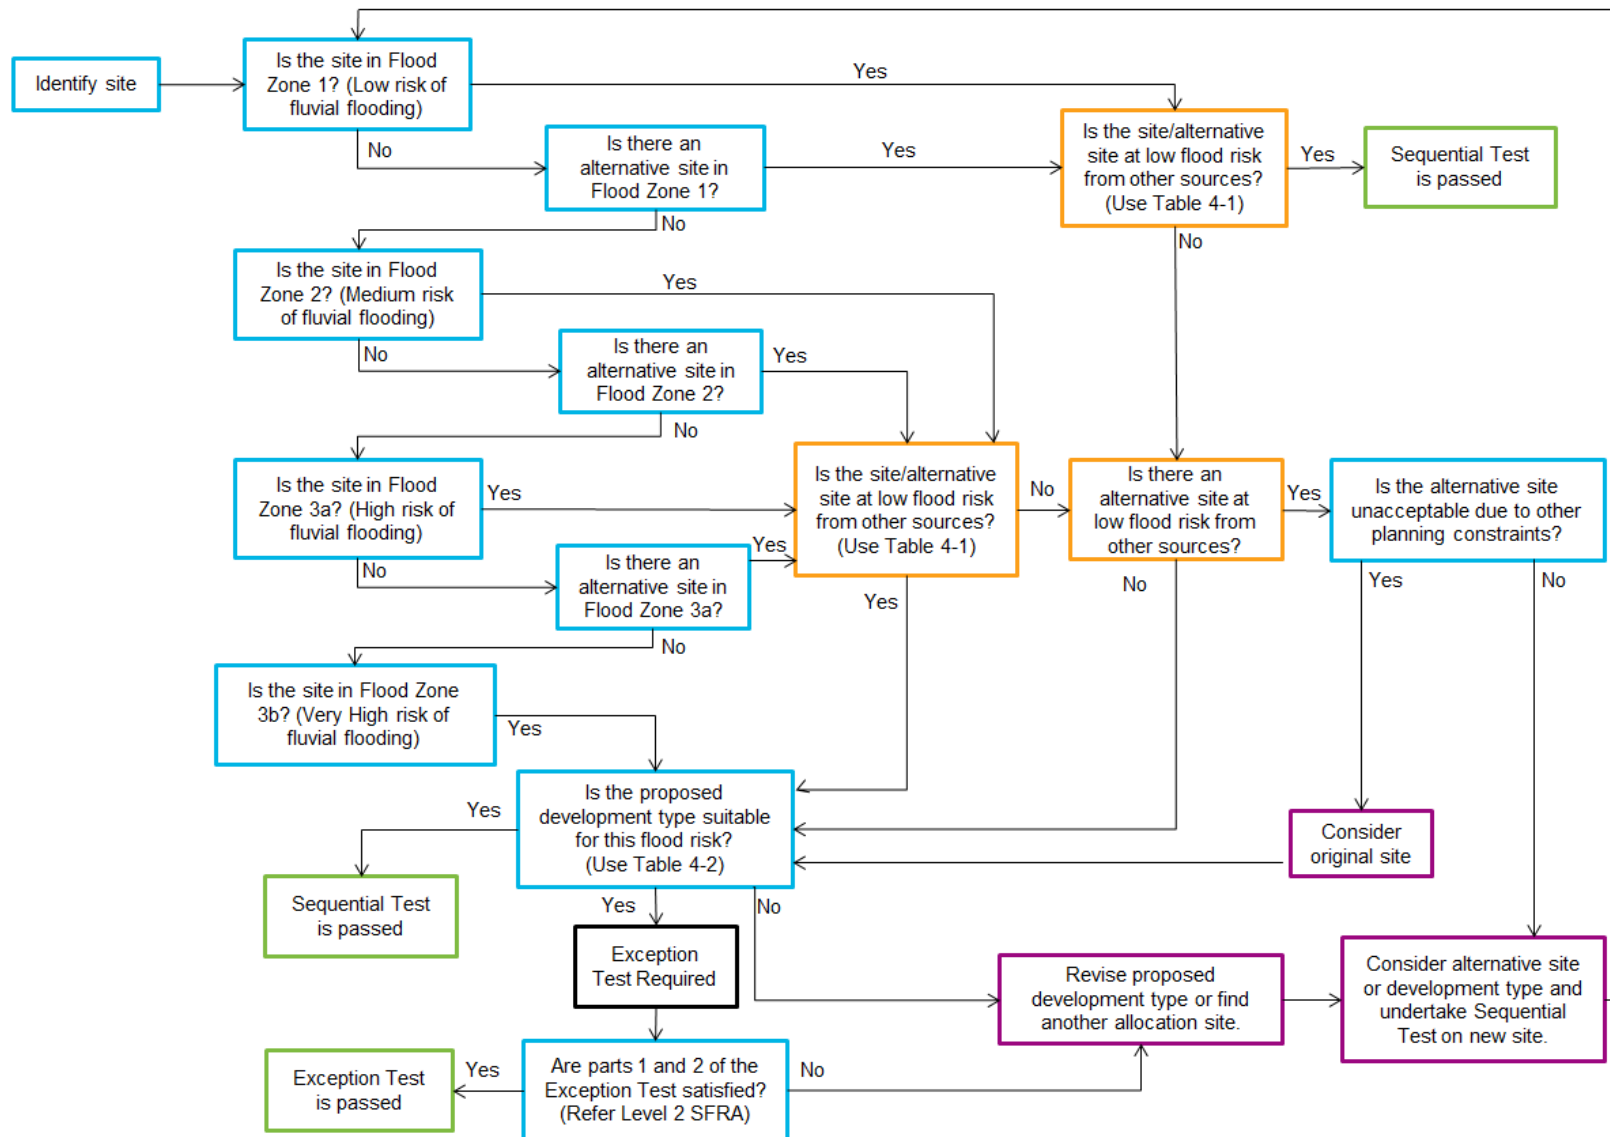 Identify site
Is the site in Flood
Zone 1? (Low risk of
fluvial flooding)
Yes
No
Is there an
alternative site in
Flood Zone 1?
Yes
No
Is the site/alternative
site at low flood risk
from other sources?
(Use Table 4-1)
Yes
No
Sequential Test
is passed
Is the site in Flood
Zone 2? (Medium risk
of fluvial flooding)
Yes
No
Is there an
alternative site in
Flood Zone 2?
Yes
No
Is the site in Flood
Zone 3a? (High risk of
fluvial flooding)
Yes
No
Is there an
alternative site in
Flood Zone 3a?
Yes
No
Is the site/alternative
site at low flood risk
from other sources?
(Use Table 4-1)
No
Yes
Is there an
alternative site at
low flood risk from
other sources?
Yes
No
Is the alternative site
unacceptable due to other
planning constraints?
Yes
No
Is the site in Flood Zone
3b? (Very High risk of
fluvial flooding)
Yes
Is the proposed
development type suitable
for this flood risk?
(Use Table 4-2)
Yes
Yes
No
Consider
original site
Sequential Test
is passed
Exception
Test Required
Revise proposed
development type or find
another allocation site.
Consider alternative site
or development type and
undertake Sequential
Test on new site.
Are parts 1 and 2 of the
Exception Test satisfied?
(Refer Level 2 SFRA)
Yes
No
Exception Test
is passed